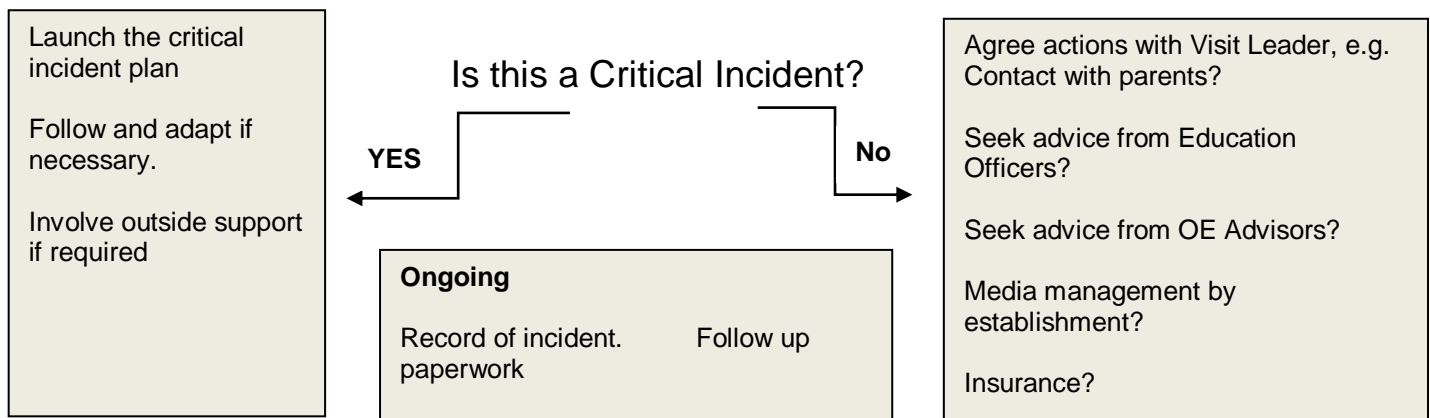 Launch the critical
incident plan
Follow and adapt if
necessary.
Involve outside support
if required
Is this a Critical Incident?
YES
No
Ongoing
Record of incident. Follow up
paperwork
Agree actions with Visit Leader, e.g.
Contact with parents?
Seek advice from Education
Officers?
Seek advice from OE Advisors?
Media management by
establishment?
Insurance?